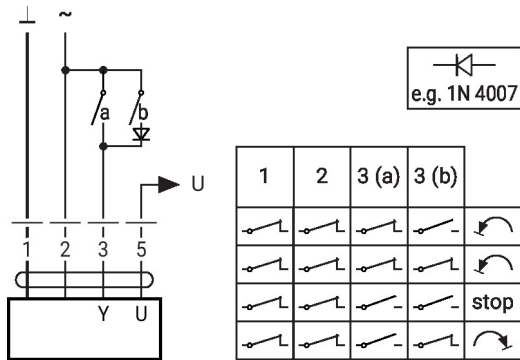 ⊥ ~
a b
U
1 2 3 5
Y U
e.g. 1N 4007
1 2 3 (a) 3 (b)
stop